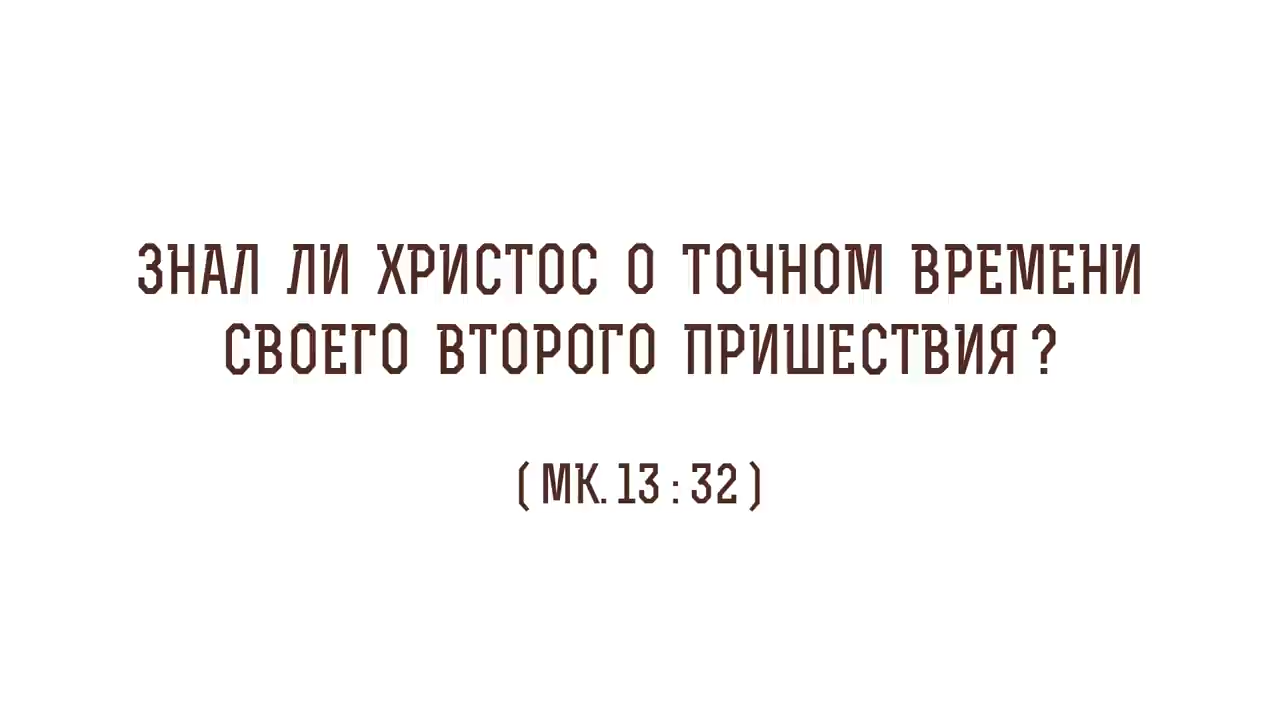 ЗНАЛ ЛИ ХРИСТОС О ТОЧНОМ ВРЕМЕНИ
СВОЕГО ВТОРОГО ПРИШЕСТВИЯ?
(МК. 13:32)